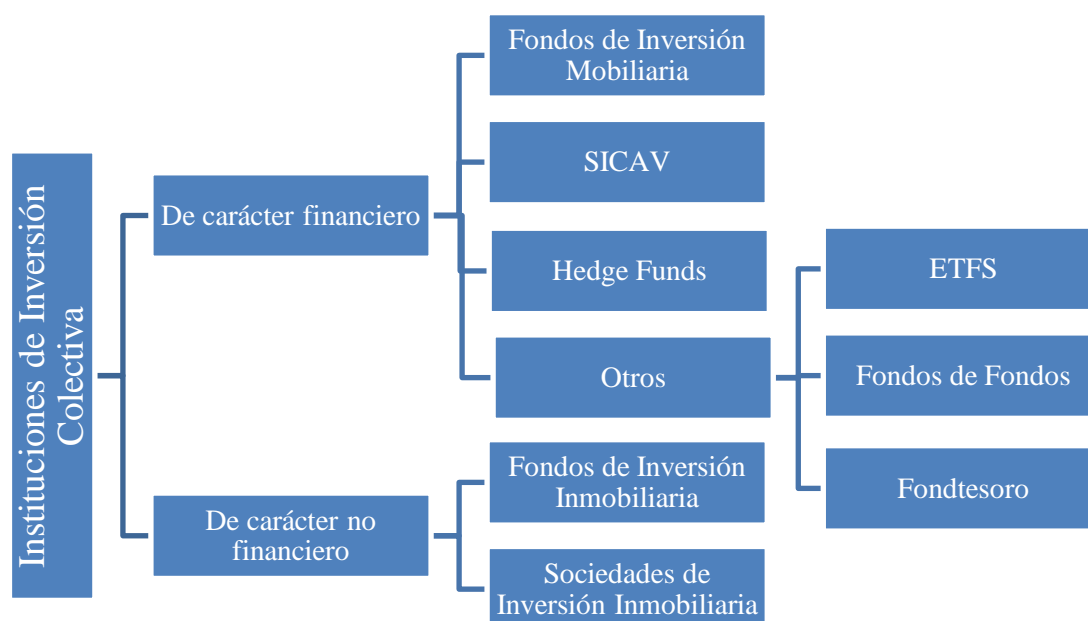 Instituciones de Inversión
Colectiva
De carácter financiero
Fondos de Inversión
Mobiliaria
SICAV
Hedge Funds
Otros
ETFS
Fondos de Fondos
Fondtesoro
De carácter no
financiero
Fondos de Inversión
Inmobiliaria
Sociedades de
Inversión Inmobiliaria